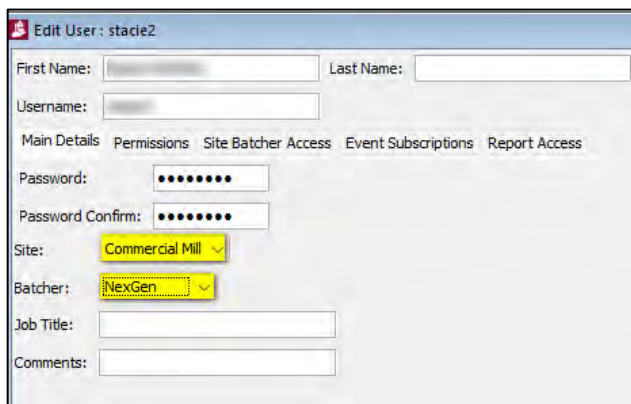 Edit User: stacie2
First Name: Last Name:
Username:
Main Details Permissions Site Batcher Access Event Subscriptions Report Access
Password: ••••••••
Password Confirm: ••••••••
Site: Commercial Mill
Batcher: NexGen
Job Title:
Comments: